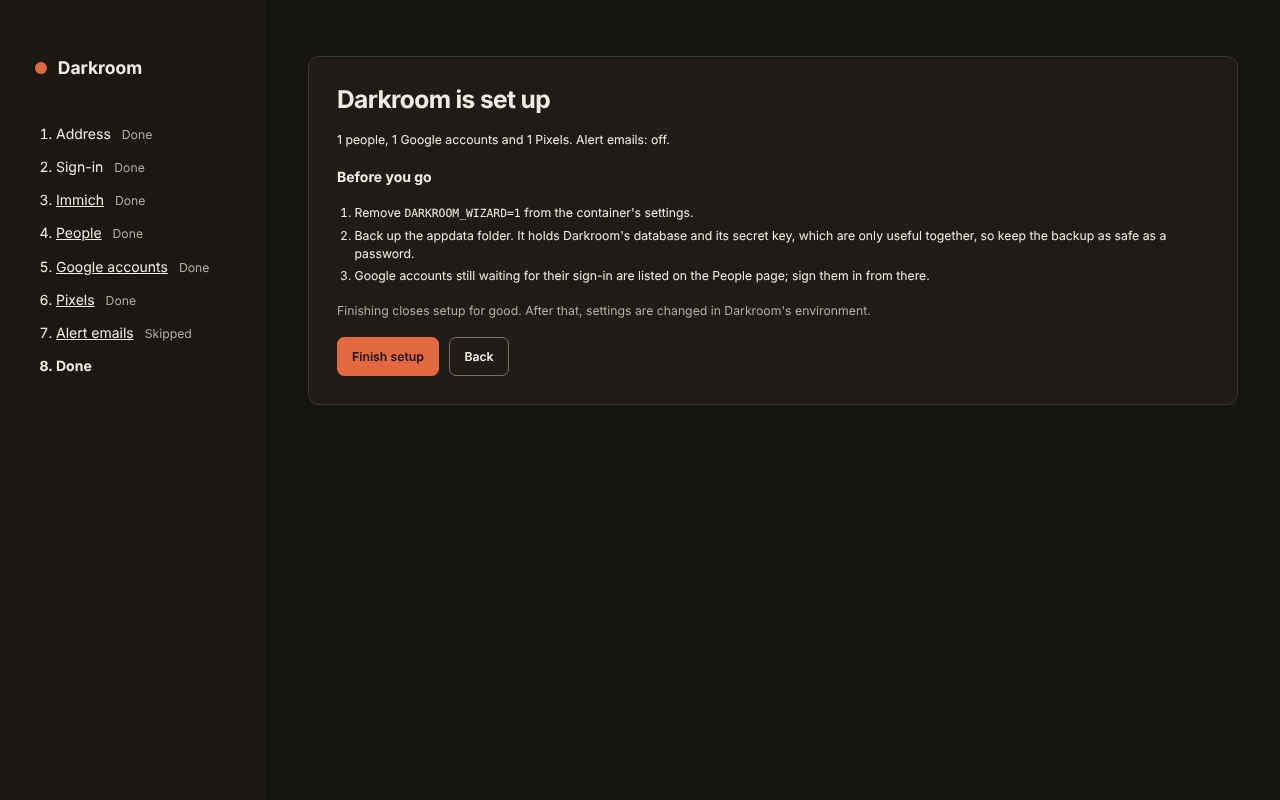 Darkroom
1. Address Done
2. Sign-in Done
3. Immich Done
4. People Done
5. Google accounts Done
6. Pixels Done
7. Alert emails Skipped
8. Done
Darkroom is set up
1 people, 1 Google accounts and 1 Pixels. Alert emails: off.
Before you go
1. Remove DARKROOM_WIZARD=1 from the container's settings.
2. Back up the appdata folder. It holds Darkroom's database and its secret key, which are only useful together, so keep the backup as safe as a
password.
3. Google accounts still waiting for their sign-in are listed on the People page; sign them in from there.
Finishing closes setup for good. After that, settings are changed in Darkroom's environment.
Finish setup Back